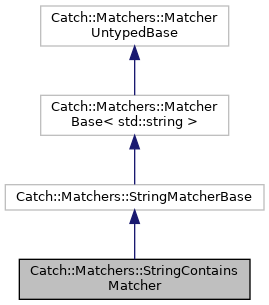 Catch::Matchers::Matcher
UntypedBase
Catch::Matchers::Matcher
Base< std::string >
Catch::Matchers::StringMatcherBase
Catch::Matchers::StringContains
Matcher